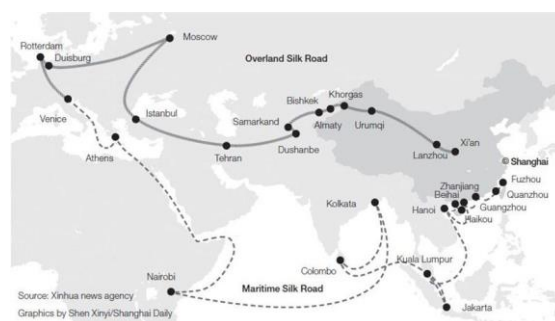 Moscow
Rotterdam
Duisburg
Overland Silk Road
Venice
Istanbul
Athens
Tehran
Samarkand
Dushanbe
Bishkek
Almaty
Khorgas
Urumqi
Lanzhou
Xi'an
Shanghai
Fuzhou
Quanzhou
Zhanjiang
Beihai
Guangzhou
Hanoi
Haikou
Kolkata
Colombo
Kuala Lumpur
Jakarta
Nairobi
Maritime Silk Road
Source: Xinhua news agency
Graphics by Shen Xinyi/Shanghai Daily